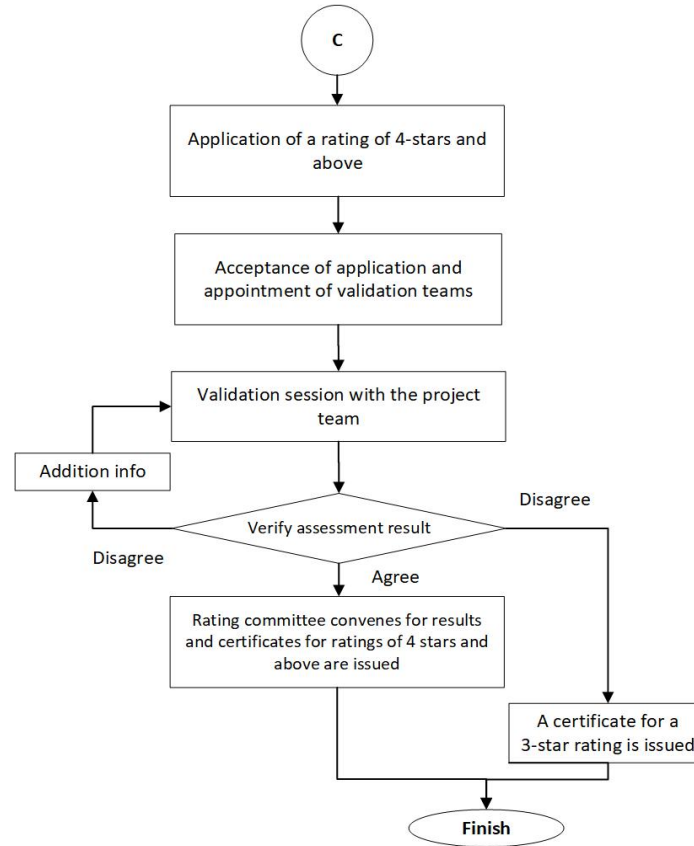 C
Application of a rating of 4-stars and
above
Acceptance of application and
appointment of validation teams
Validation session with the project
team
Addition info
Disagree
Verify assessment result
Disagree
Agree
Rating committee convenes for results
and certificates for ratings of 4 stars and
above are issued
A certificate for a
3-star rating is issued
Finish